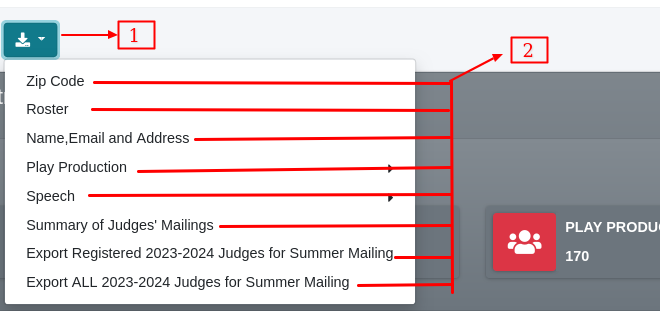 1
2
Zip Code
Roster
Name,Email and Address
Play Production
Speech
Summary of Judges' Mailings
Export Registered 2023-2024 Judges for Summer Mailing
Export ALL 2023-2024 Judges for Summer Mailing
PLAY PRODU
170